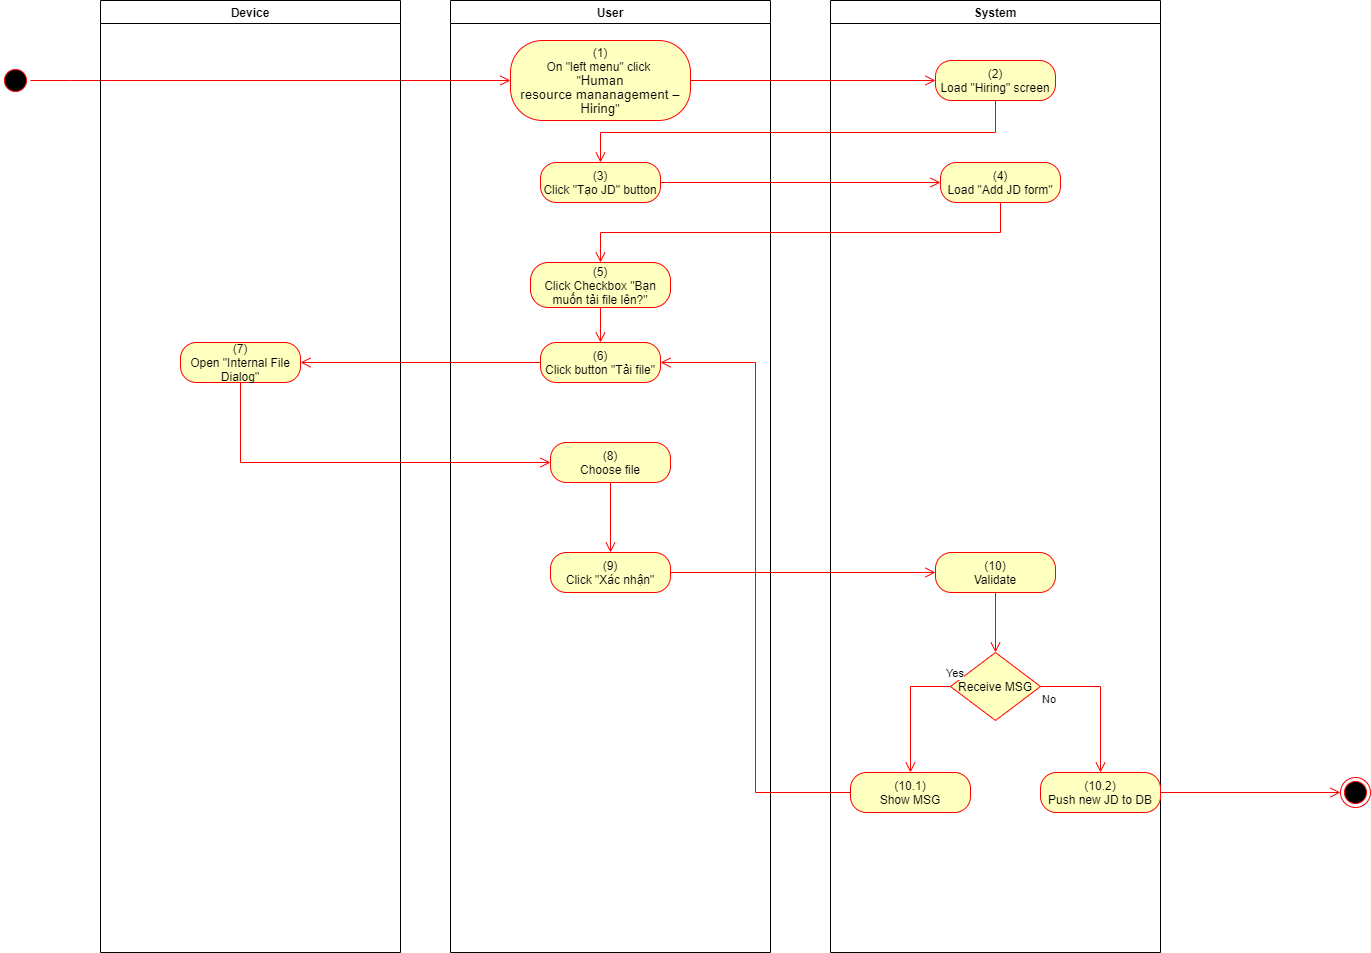 Device
User
System
(1)
On "left menu" click
"Human
resource mananagement –
Hiring"
(2)
Load "Hiring" screen
(3)
Click "Tạo JD" button
(4)
Load "Add JD form"
(5)
Click Checkbox "Bạn
muốn tải file lên?"
(6)
Click button "Tải file"
(7)
Open "Internal File
Dialog"
(8)
Choose file
(9)
Click "Xác nhận"
(10)
Validate
Yes
Receive MSG
No
(10.1)
Show MSG
(10.2)
Push new JD to DB